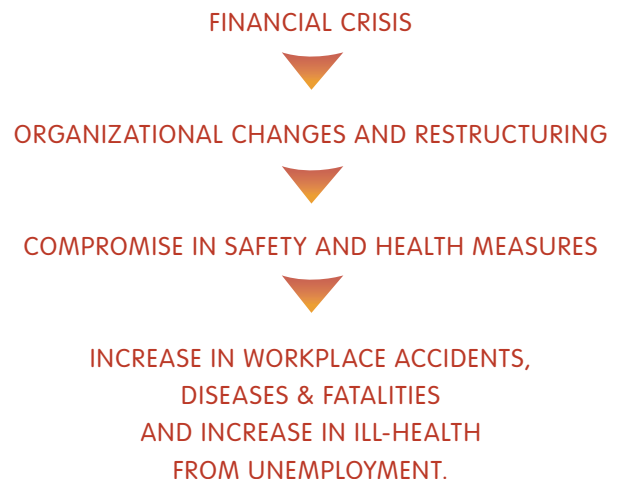 FINANCIAL CRISIS
ORGANIZATIONAL CHANGES AND RESTRUCTURING
COMPROMISE IN SAFETY AND HEALTH MEASURES
INCREASE IN WORKPLACE ACCIDENTS,
DISEASES & FATALITIES
AND INCREASE IN ILL-HEALTH
FROM UNEMPLOYMENT.